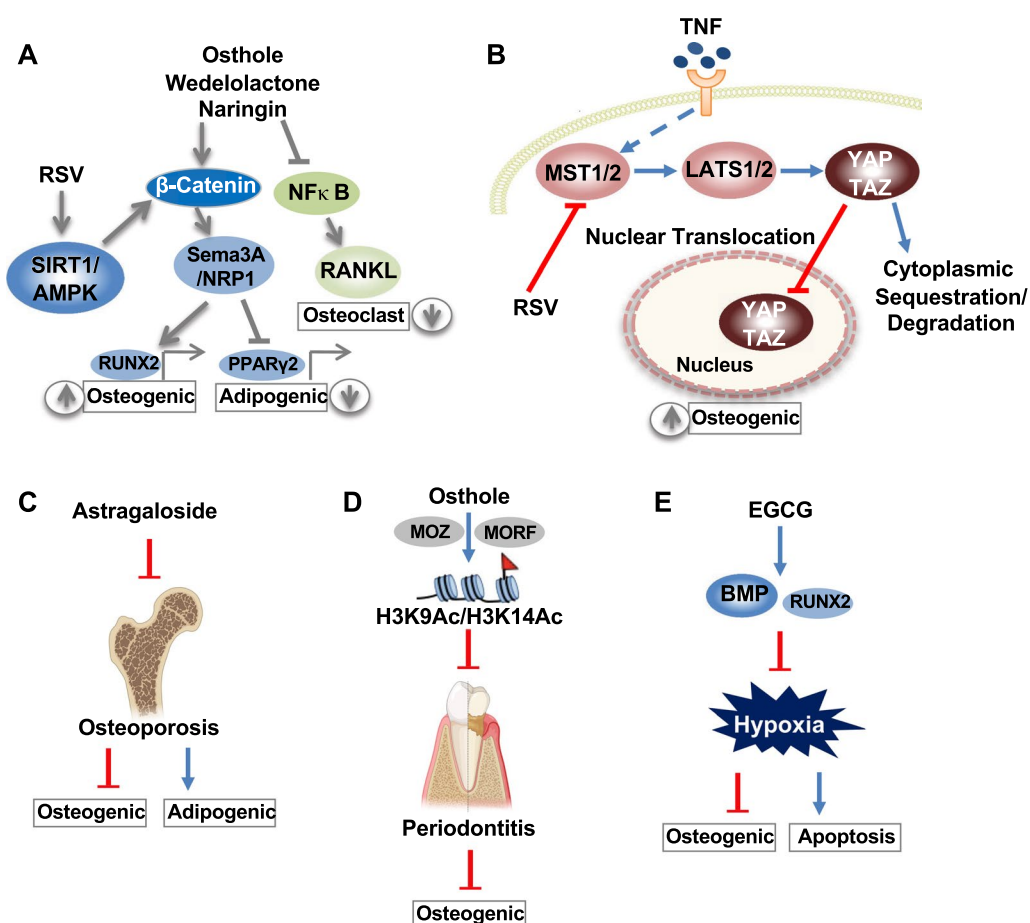 A
Osthole
Wedelolactone
Naringin
RSV
β-Catenin
NFκ B
SIRT1/
AMPK
Sema3A
/NRP1
RANKL
Osteoclast
RUNX2
PPARγ2
Osteogenic
Adipogenic
B
TNF
MST1/2
LATS1/2
YAP
TAZ
Nuclear Translocation
RSV
Cytoplasmic
Sequestration/
Degradation
YAP
TAZ
Nucleus
Osteogenic
C
Astragaloside
Osteoporosis
Osteogenic
Adipogenic
D
Osthole
MOZ
MORF
H3K9Ac/H3K14Ac
Periodontitis
Osteogenic
E
EGCG
BMP
RUNX2
Hypoxia
Osteogenic
Apoptosis